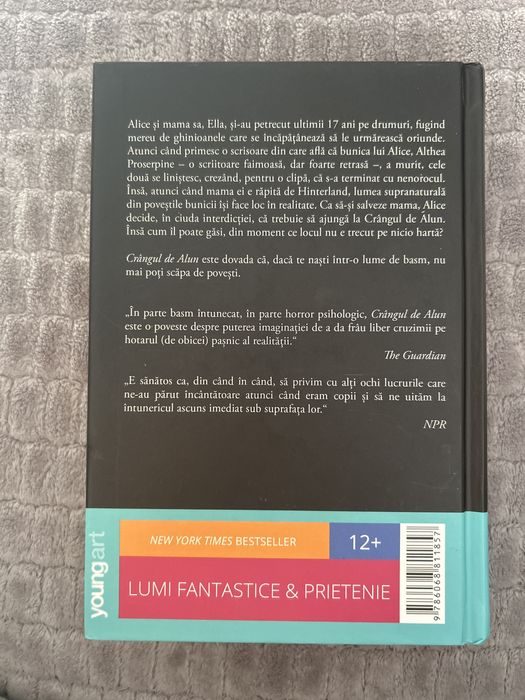 Alice și mama sa, Ella, și-au petrecut ultimii 17 ani pe drumuri, fugind
mereu de ghinioanele care se încăpățânează să le urmărească oriunde.
Atunci când primesc o scrisoare din care află că bunica lui Alice, Althea
Proserpine – o scriitoare faimoasă, dar foarte retrasă –, a murit, cele
două se liniștesc, crezând, pentru o clipă, că s-a terminat cu nenorocul.
Însă, atunci când mama ei e răpită de Hinterland, lumea supranaturală
din poveștile bunicii își face loc în realitate. Ca să-și salveze mama, Alice
decide, în ciuda interdicției, că trebuie să ajungă la Crângul de Alun.
Însă cum îl poate găsi, din moment ce locul nu e trecut pe nicio hartă?
Crângul de Alun este dovada că, dacă te naști într-o lume de basm, nu
mai poți scăpa de povești.
„În parte basm întunecat, în parte horror psihologic, Crângul de Alun
este o poveste despre puterea imaginației de a da frâu liber cruzimii pe
hotarul (de obicei) pașnic al realității.“
The Guardian
„E sănătos ca, din când în când, să privim cu alți ochi lucrurile care
ne-au părut încântătoare atunci când eram copii și să ne uităm la
întunericul ascuns imediat sub suprafața lor.“
NPR
youngart
NEW YORK TIMES BESTSELLER
12+
LUMI FANTASTICE & PRIETENIE
9 786068 811857